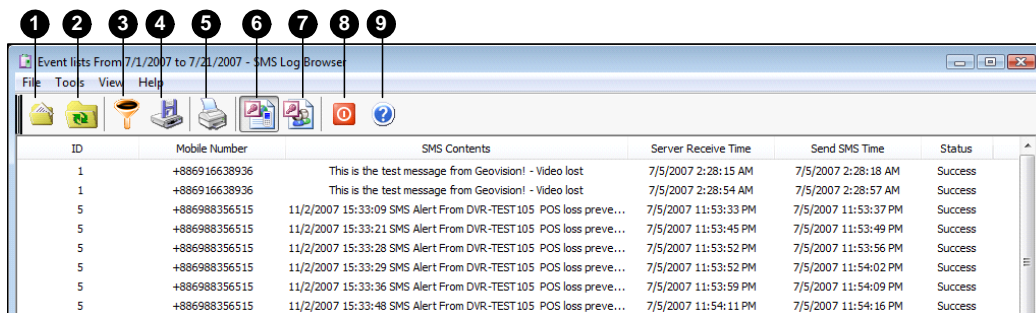 1 2 3 4 5 6 7 8 9
Event lists From 7/1/2007 to 7/21/2007 - SMS Log Browser
File Tools View Help
ID Mobile Number SMS Contents Server Receive Time Send SMS Time Status
1 +886916638936 This is the test message from Geovision! - Video lost 7/5/2007 2:28:15 AM 7/5/2007 2:28:18 AM Success
1 +886916638936 This is the test message from Geovision! - Video lost 7/5/2007 2:28:54 AM 7/5/2007 2:28:57 AM Success
5 +886988356515 11/2/2007 15:33:09 SMS Alert From DVR-TEST105 POS loss preve... 7/5/2007 11:53:33 PM 7/5/2007 11:53:37 PM Success
5 +886988356515 11/2/2007 15:33:21 SMS Alert From DVR-TEST105 POS loss preve... 7/5/2007 11:53:45 PM 7/5/2007 11:53:49 PM Success
5 +886988356515 11/2/2007 15:33:28 SMS Alert From DVR-TEST105 POS loss preve... 7/5/2007 11:53:52 PM 7/5/2007 11:53:56 PM Success
5 +886988356515 11/2/2007 15:33:29 SMS Alert From DVR-TEST105 POS loss preve... 7/5/2007 11:53:52 PM 7/5/2007 11:54:02 PM Success
5 +886988356515 11/2/2007 15:33:36 SMS Alert From DVR-TEST105 POS loss preve... 7/5/2007 11:53:59 PM 7/5/2007 11:54:09 PM Success
5 +886988356515 11/2/2007 15:33:48 SMS Alert From DVR-TEST105 POS loss preve... 7/5/2007 11:54:11 PM 7/5/2007 11:54:16 PM Success